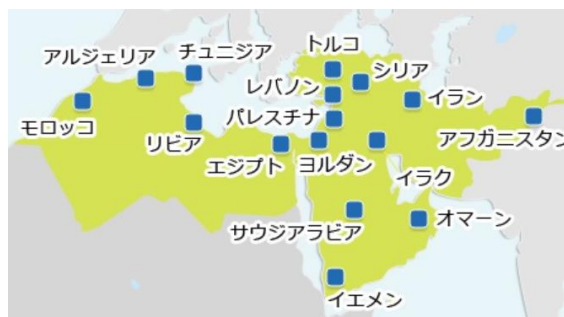 トルコ
チュニジア
アルジェリア
シリア
レバノン
イラン
パレスチナ
モロッコ
リビア
アフガニスタン
エジプト
ヨルダン
イラク
オマーン
サウジアラビア
イエメン